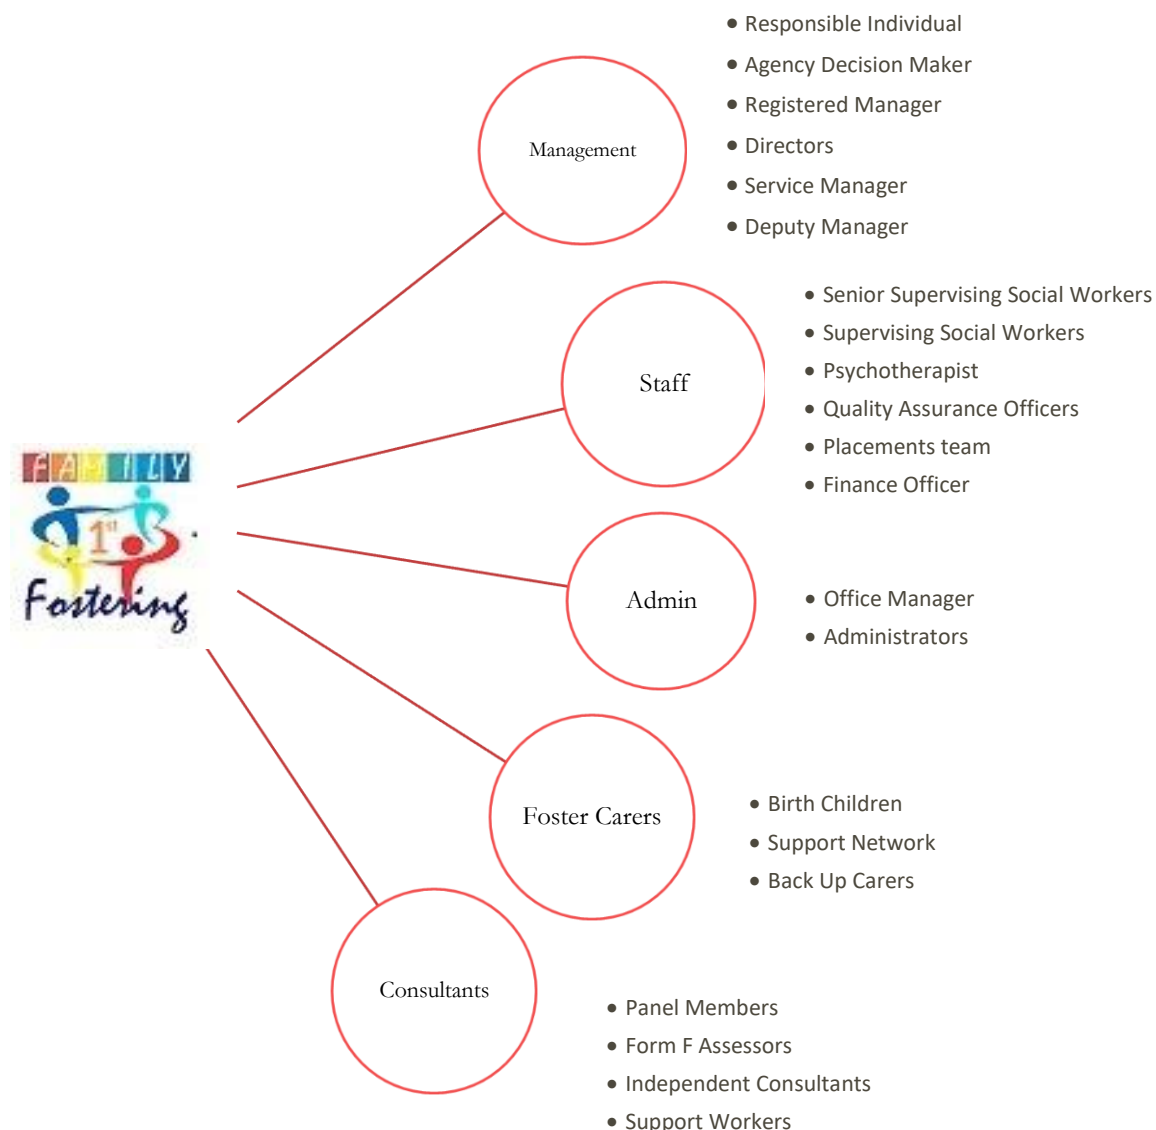 FAMILY
1st
Fostering
Management
• Responsible Individual
• Agency Decision Maker
• Registered Manager
• Directors
• Service Manager
• Deputy Manager
Staff
• Senior Supervising Social Workers
• Supervising Social Workers
• Psychotherapist
• Quality Assurance Officers
• Placements team
• Finance Officer
Admin
• Office Manager
• Administrators
Foster Carers
• Birth Children
• Support Network
• Back Up Carers
Consultants
• Panel Members
• Form F Assessors
• Independent Consultants
• Support Workers